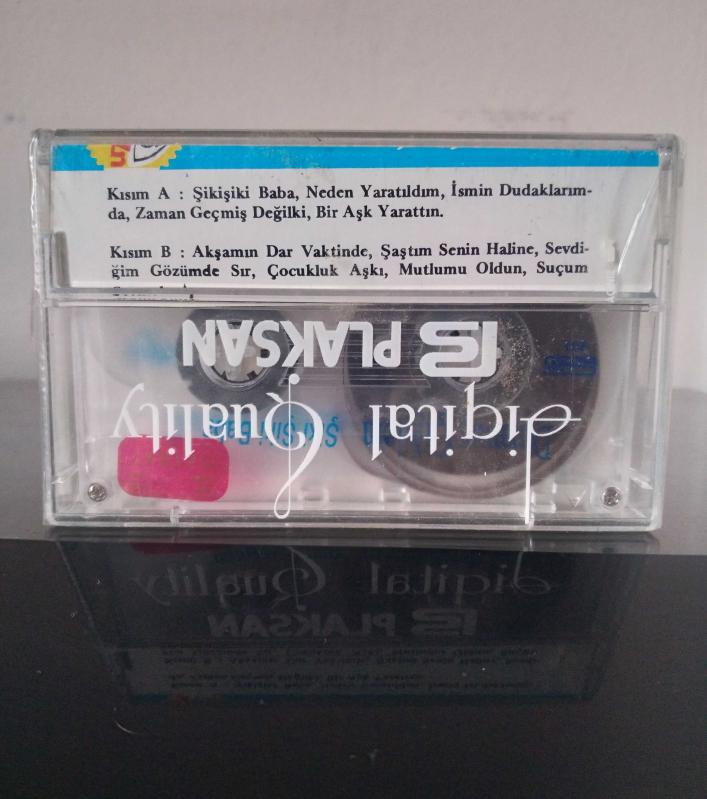 Kısım A : Şikişiki Baba, Neden Yaratıldım, İsmin Dudaklarım-
da, Zaman Geçmiş Değilki, Bir Aşk Yarattın.
Kısım B : Akşamın Dar Vaktinde, Şaştım Senin Haline, Sevdi-
ğim Gözümde Sır, Çocukluk Aşkı, Mutlumu Oldun, Suçum
PLAKSAN
Digital Quality